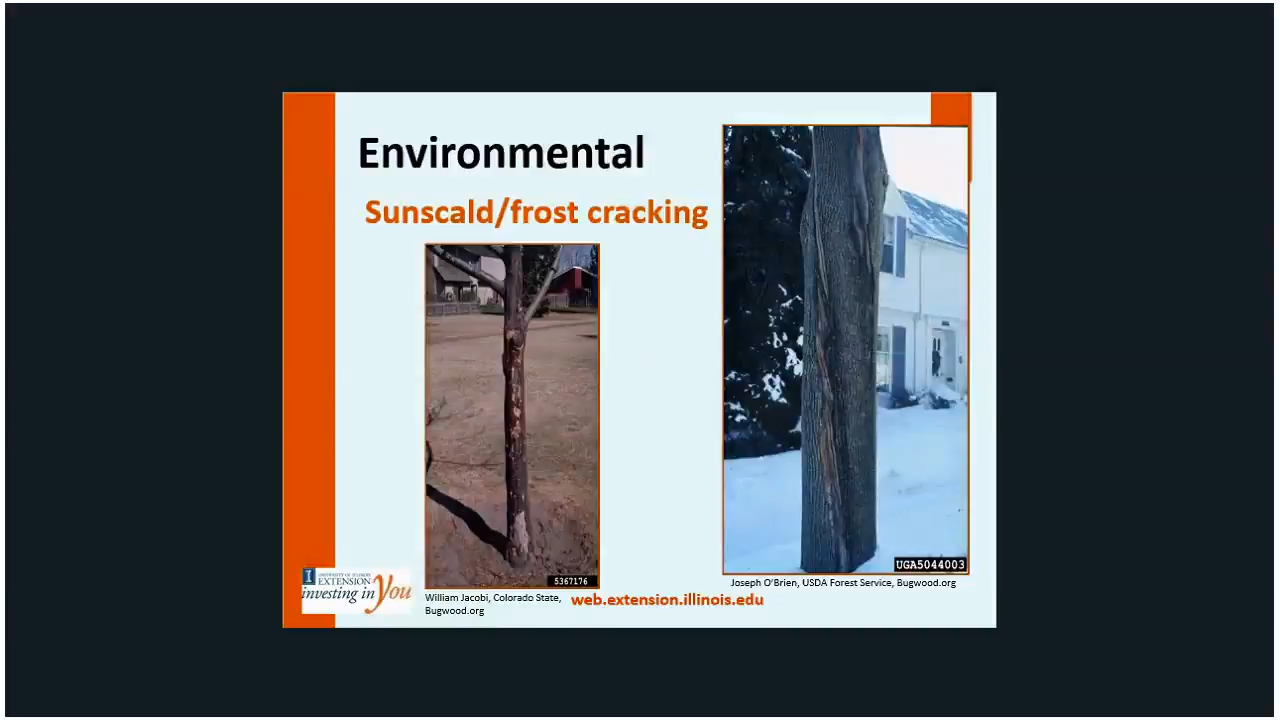 Environmental
Sunscald/frost cracking
5367176
UGA5044003
William Jacobi, Colorado State,
Bugwood.org
Joseph O'Brien, USDA Forest Service, Bugwood.org
UNIVERSITY OF ILLINOIS
EXTENSION
investing in You
web.extension.illinois.edu